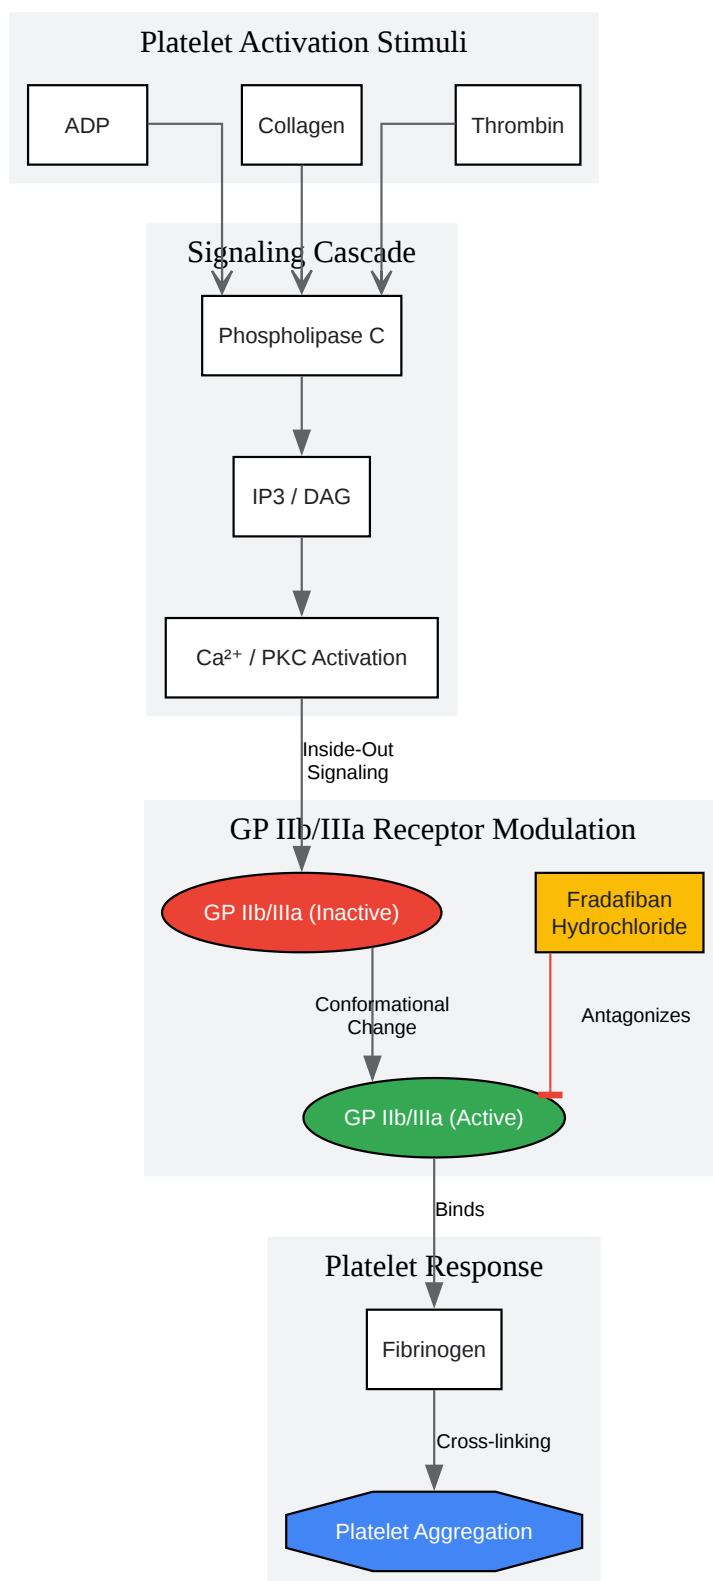 Platelet Activation Stimuli
ADP
Collagen
Thrombin
Signaling Cascade
Phospholipase C
IP3 / DAG
Ca²⁺ / PKC Activation
Inside-Out
Signaling
GP IIb/IIIa Receptor Modulation
GP IIb/IIIa (Inactive)
Fradafiban
Hydrochloride
Conformational
Change
Antagonizes
GP IIb/IIIa (Active)
Binds
Platelet Response
Fibrinogen
Cross-linking
Platelet Aggregation